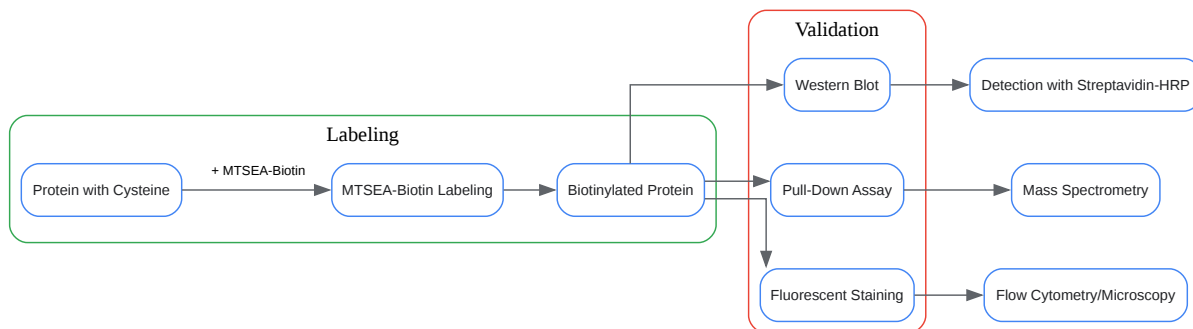 Validation
Western Blot
Detection with Streptavidin-HRP
Labeling
Protein with Cysteine
+ MTSEA-Biotin
MTSEA-Biotin Labeling
Biotinylated Protein
Pull-Down Assay
Mass Spectrometry
Fluorescent Staining
Flow Cytometry/Microscopy